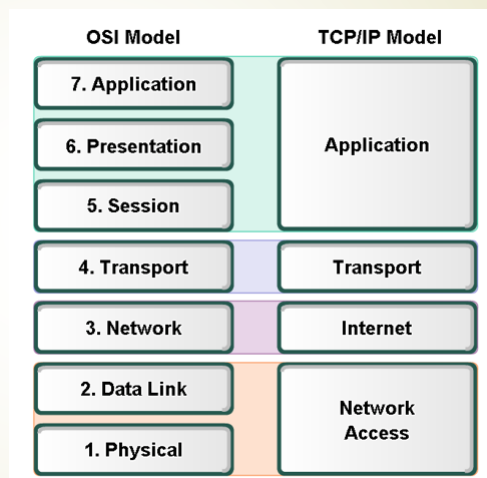 OSI Model
TCP/IP Model
7. Application
6. Presentation
5. Session
Application
4. Transport
Transport
3. Network
Internet
2. Data Link
1. Physical
Network
Access